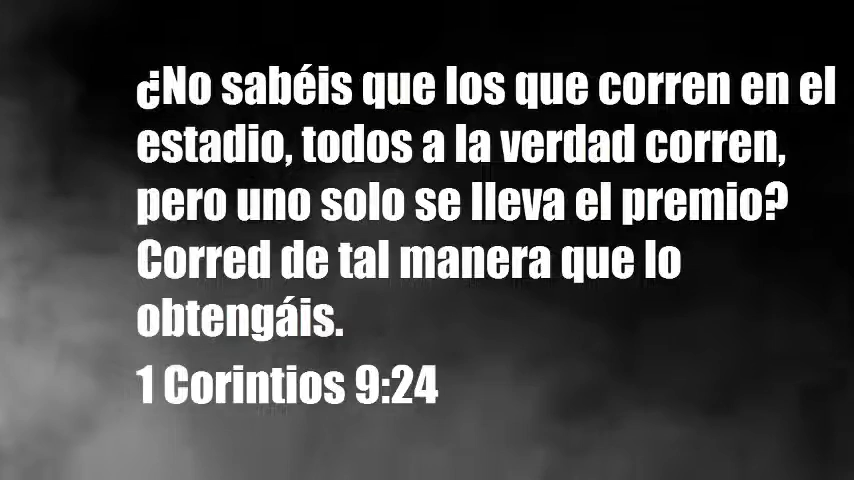 ¿No sabéis que los que corren en el
estadio, todos a la verdad corren,
pero uno solo se lleva el premio?
Corred de tal manera que lo
obtengáis.
1 Corintios 9:24